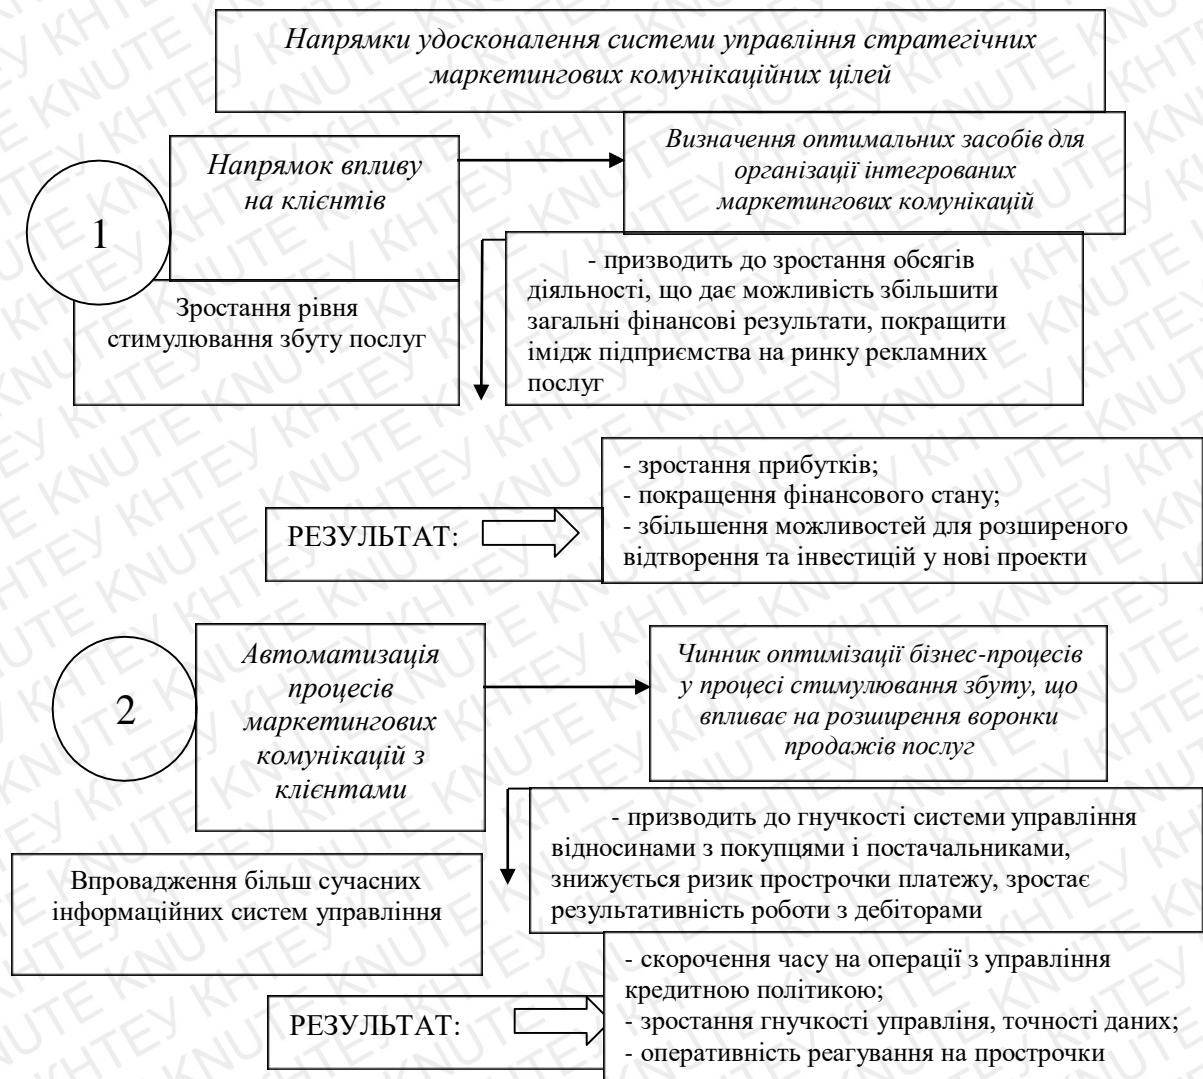 Напрямки удосконалення системи управління стратегічних
маркетингових комунікаційних цілей
1
Напрямок впливу
на клієнтів
Визначення оптимальних засобів для
організації інтегрованих
маркетингових комунікацій
Зростання рівня
стимулювання збуту послуг
- призводить до зростання обсягів
діяльності, що дає можливість збільшити
загальні фінансові результати, покращити
імідж підприємства на ринку рекламних
послуг
РЕЗУЛЬТАТ:
- зростання прибутків;
- покращення фінансового стану;
- збільшення можливостей для розширеного
відтворення та інвестицій у нові проекти
2
Автоматизація
процесів
маркетингових
комунікацій з
клієнтами
Чинник оптимізації бізнес-процесів
у процесі стимулювання збуту, що
впливає на розширення воронки
продажів послуг
Впровадження більш сучасних
інформаційних систем управління
- призводить до гнучкості системи управління
відносинами з покупцями і постачальниками,
знижується ризик прострочки платежу, зростає
результативність роботи з дебіторами
РЕЗУЛЬТАТ:
- скорочення часу на операції з управління
кредитною політикою;
- зростання гнучкості управліня, точності даних;
- оперативність реагування на прострочки